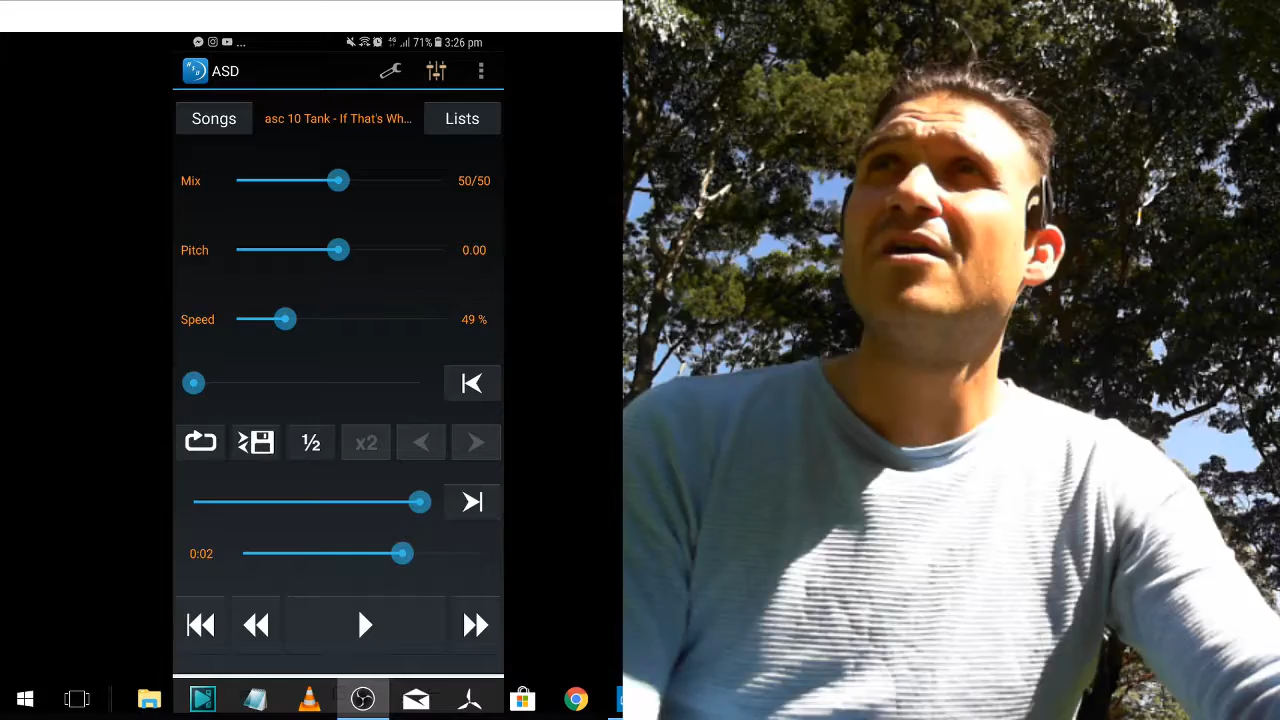 ... 4G 71% 3:26 pm
ASD
Songs asc 10 Tank - If That's Wh... Lists
Mix 50/50
Pitch 0.00
Speed 49 %
½ x2
0:02